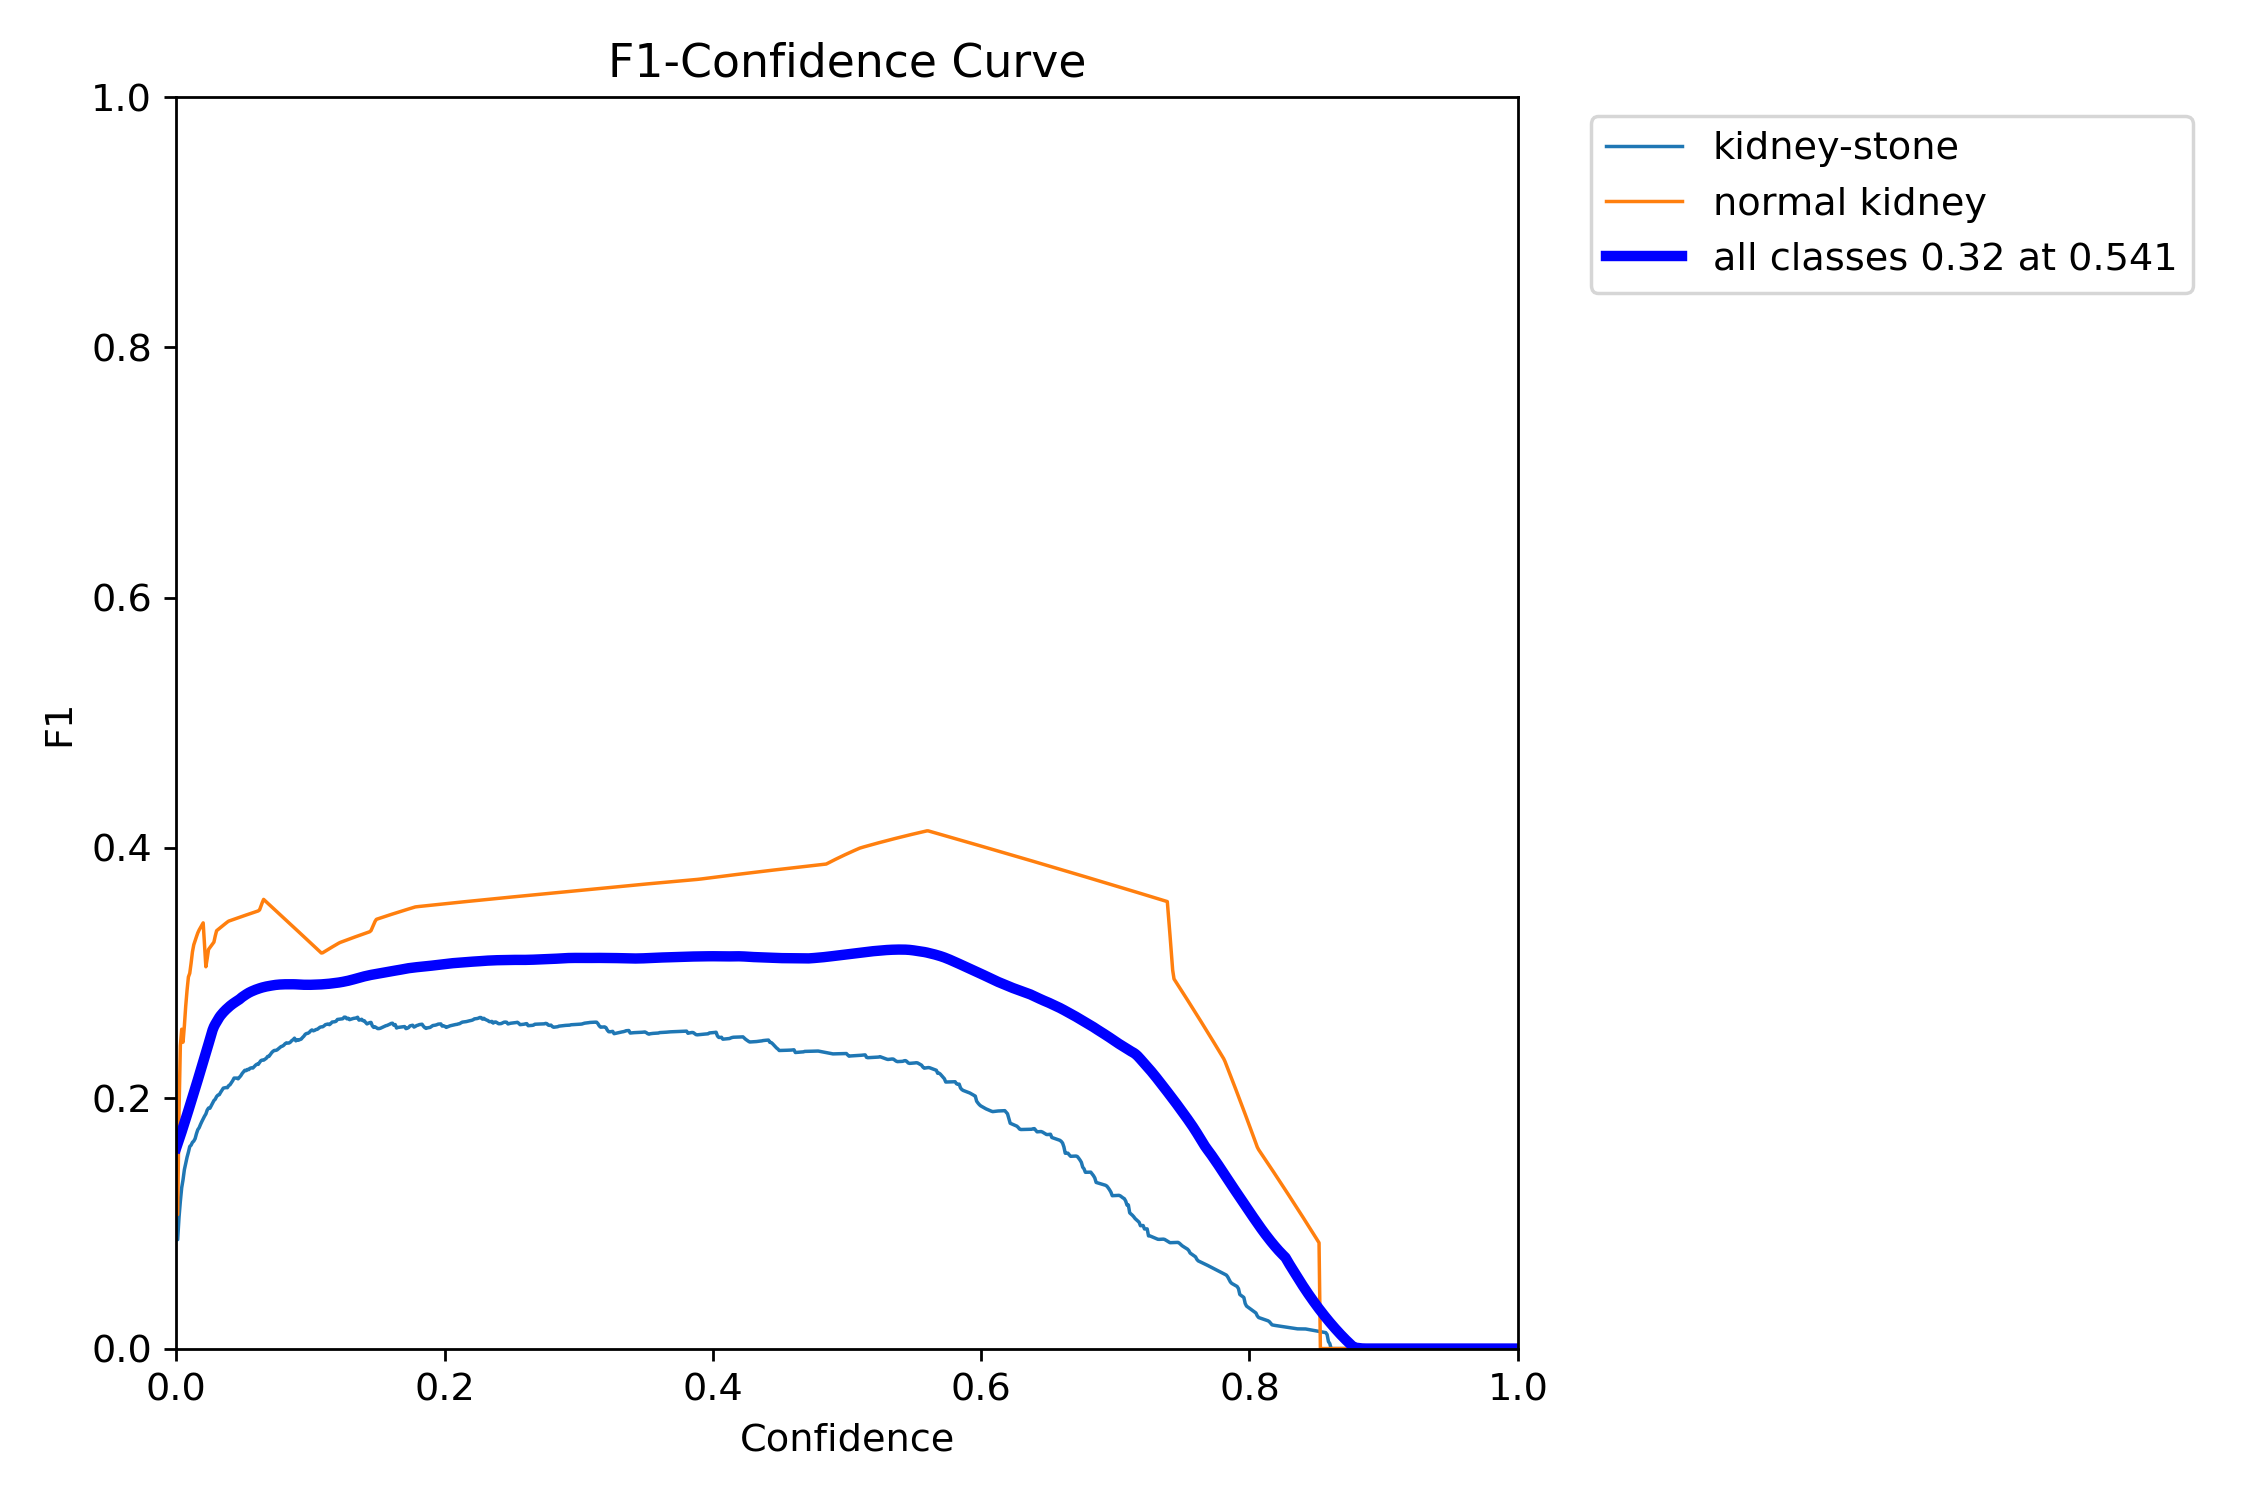 F1-Confidence Curve
1.0
0.8
0.6
0.4
0.2
0.0
F1
0.0 0.2 0.4 0.6 0.8 1.0
Confidence
kidney-stone
normal kidney
all classes 0.32 at 0.541